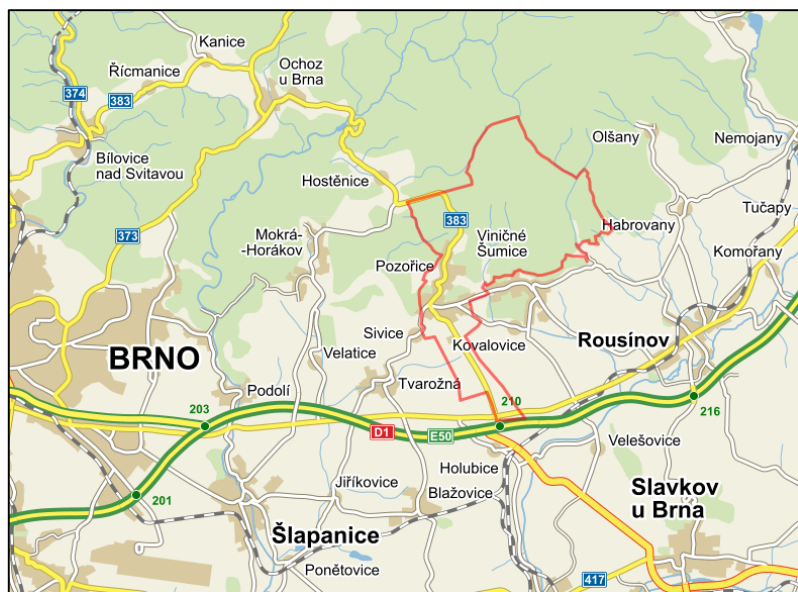 Kanice
Řícmanice
Ochoz
u Brna
374
383
Olšany
Nemojany
Bílovice
nad Svitavou
Hostěnice
Tučapy
383
Habrovany
373
Mokrá-
-Horákov
Viničné
Šumice
Komořany
Pozořice
Sivice
Kovalovice
Rousínov
BRNO
Velatice
Tvarožná
Podolí
203
210
216
D1
E50
Velešovice
Holubice
201
Jiříkovice
Blažovice
Slavkov
u Brna
Šlapanice
Ponětovice
417